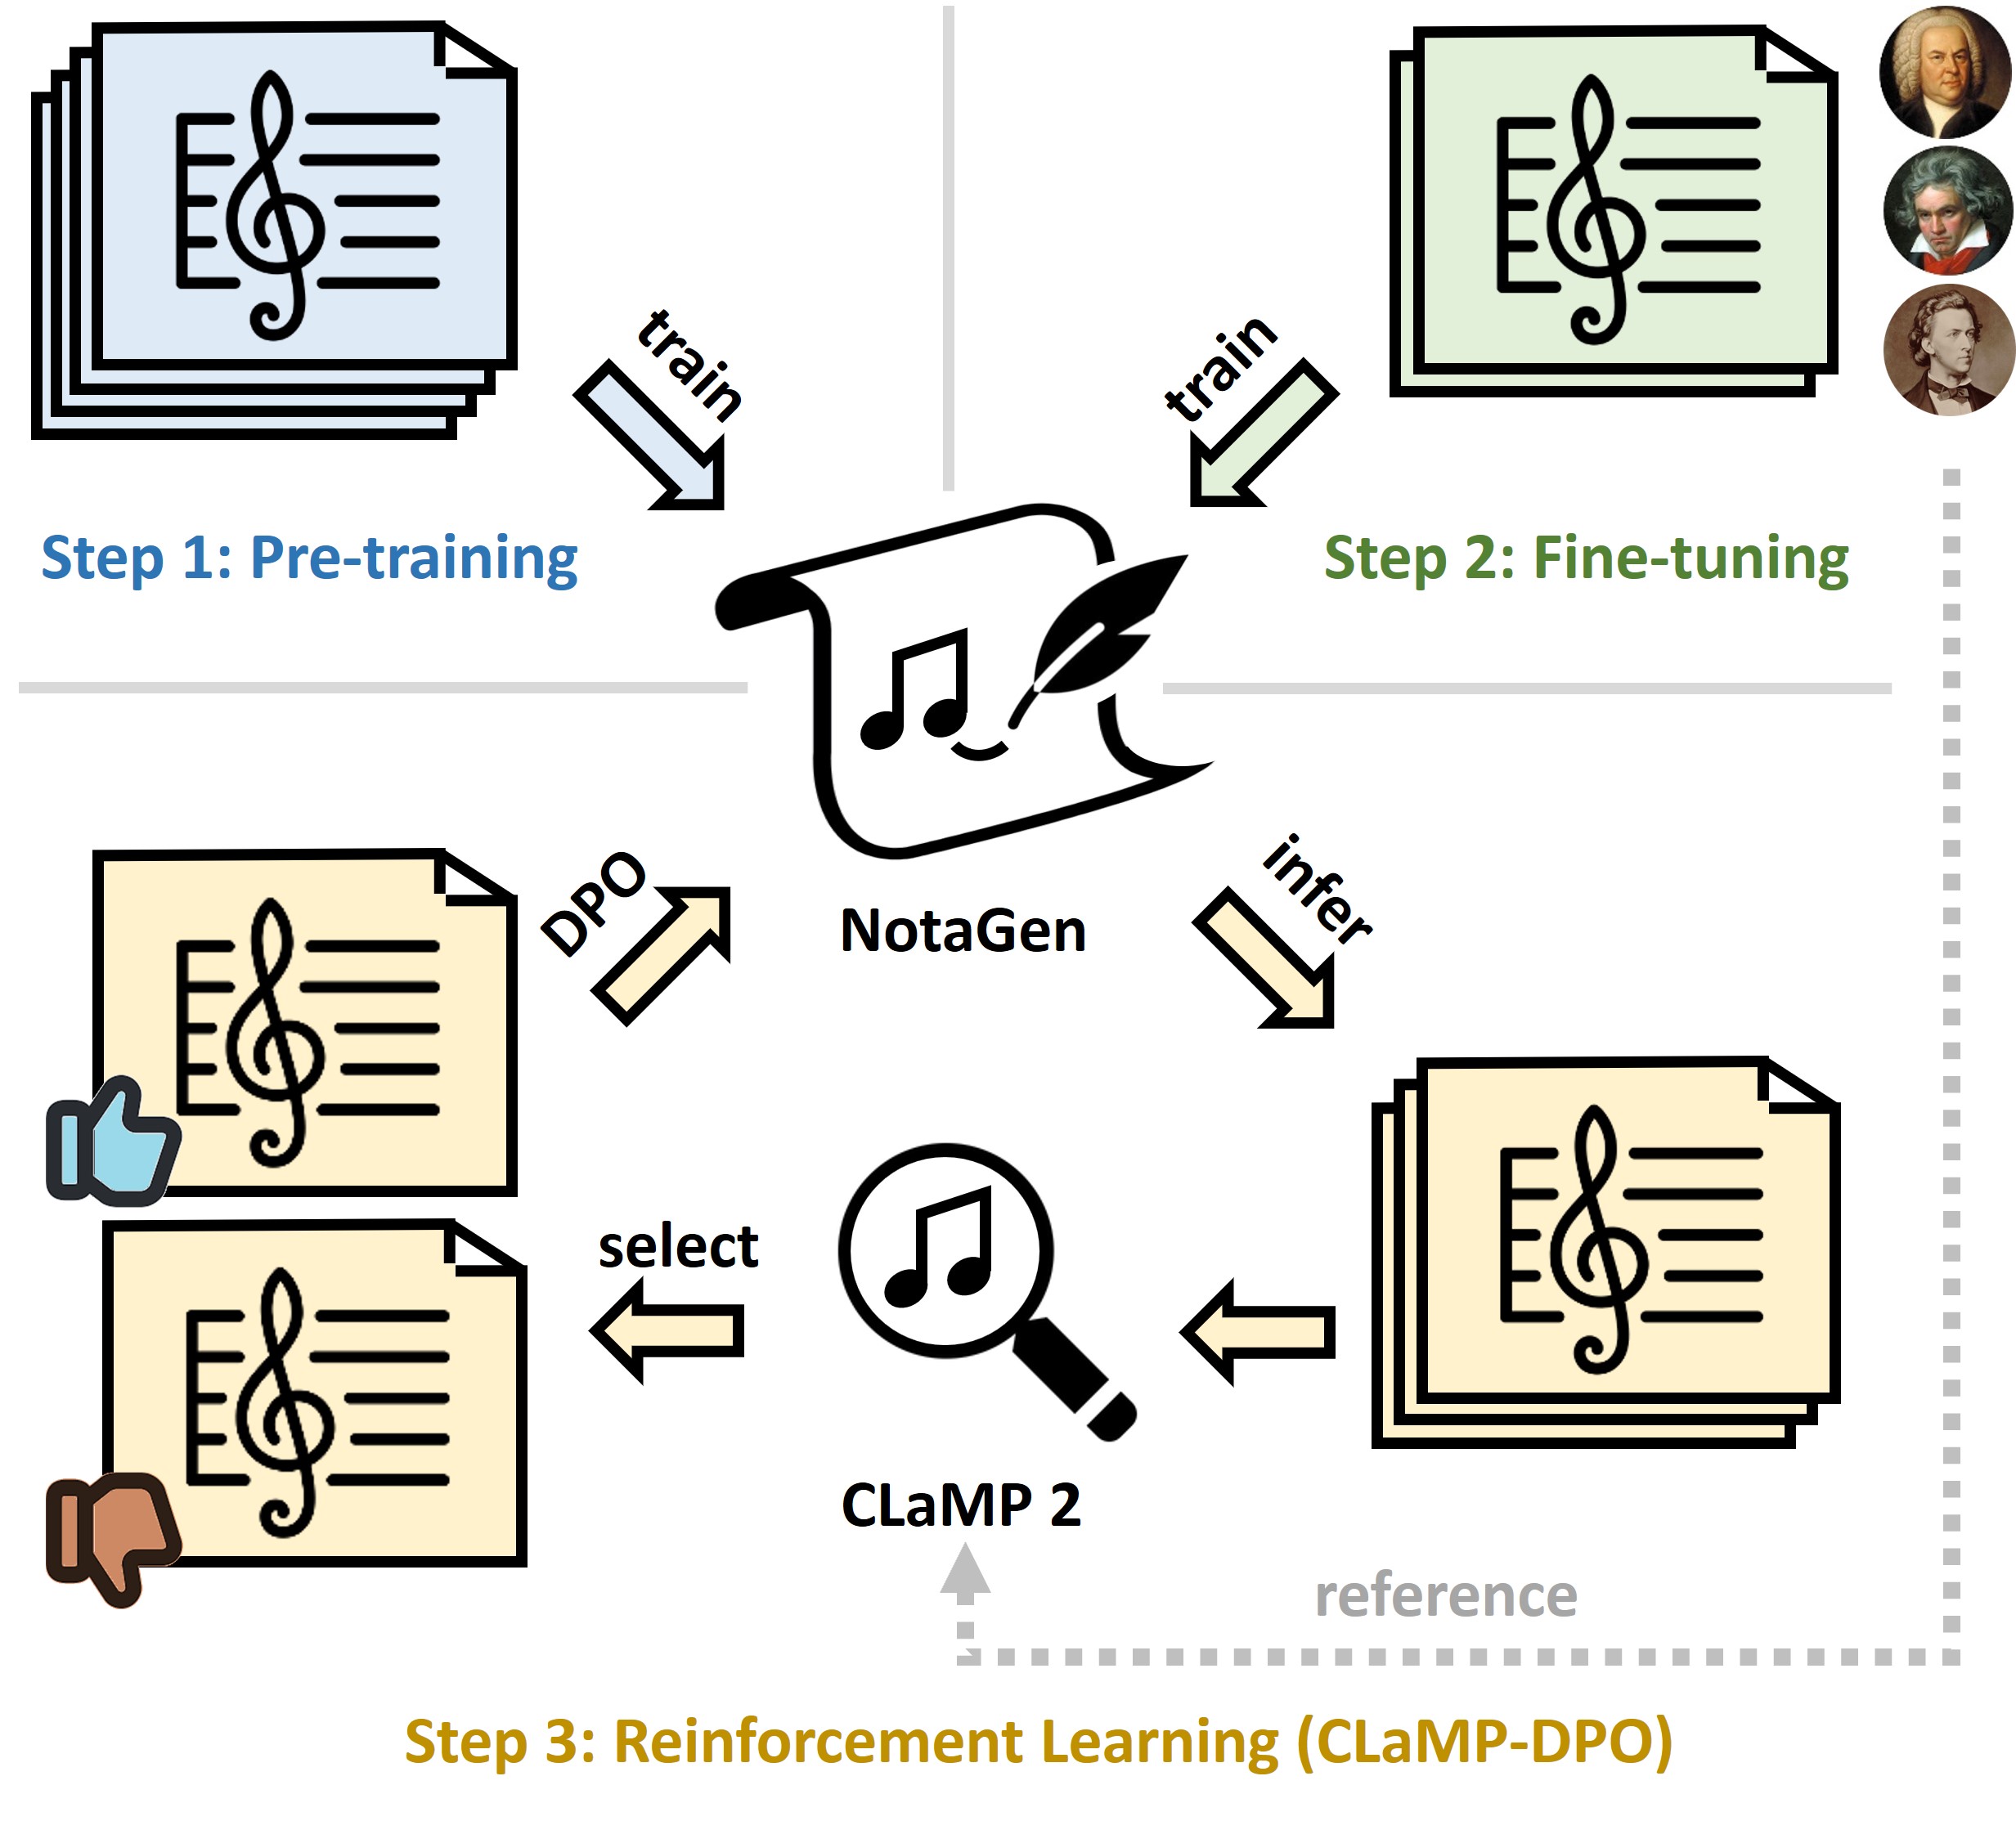 train
train
Step 1: Pre-training
Step 2: Fine-tuning
DPO
NotaGen
infer
select
CLaMP 2
reference
Step 3: Reinforcement Learning (CLaMP-DPO)